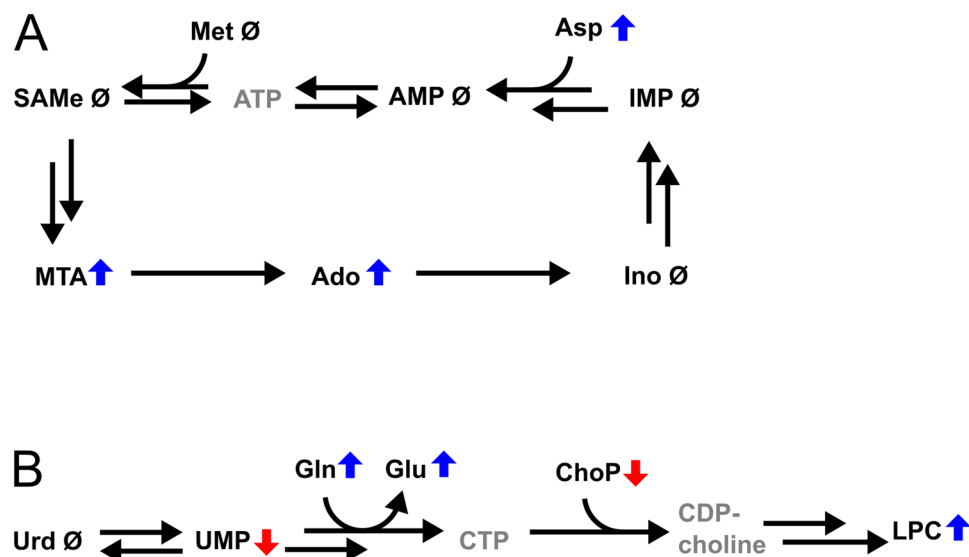 A
Met Ø
Asp
SAMe Ø
ATP
AMP Ø
IMP Ø
MTA
Ado
Ino Ø
B
Gln
Glu
ChoP
Urd Ø
UMP
CTP
CDP-
choline
LPC